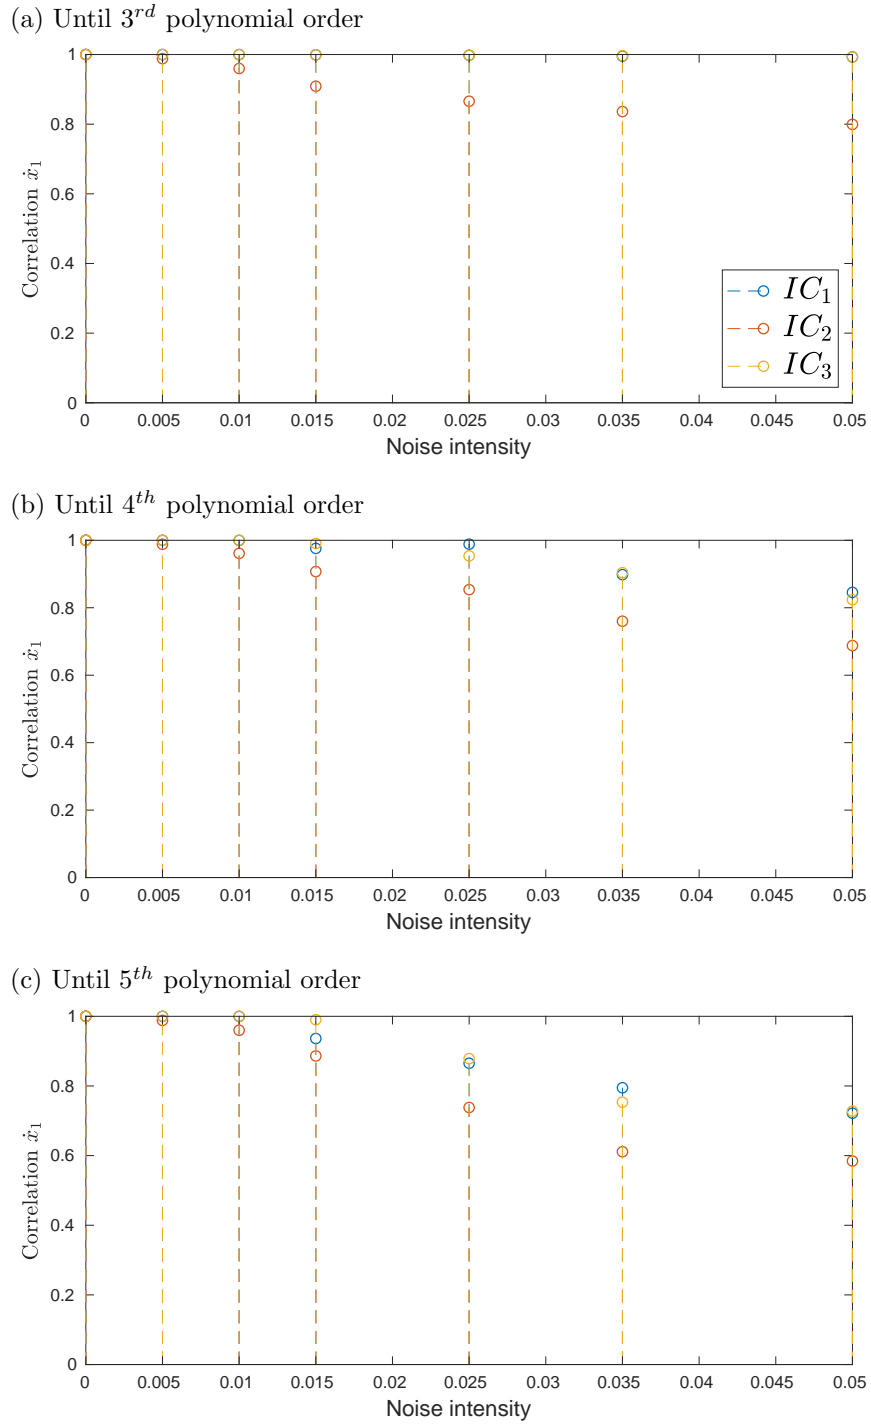 (a) Until 3rd polynomial order
1
0.8
0.6
0.4
0.2
0
Correlation ẋ1
IC1
IC2
IC3
0 0.005 0.01 0.015 0.02 0.025 0.03 0.035 0.04 0.045 0.05
Noise intensity
(b) Until 4th polynomial order
1
0.8
0.6
0.4
0.2
0
Correlation ẋ1
0 0.005 0.01 0.015 0.02 0.025 0.03 0.035 0.04 0.045 0.05
Noise intensity
(c) Until 5th polynomial order
1
0.8
0.6
0.4
0.2
0
Correlation ẋ1
0 0.005 0.01 0.015 0.02 0.025 0.03 0.035 0.04 0.045 0.05
Noise intensity